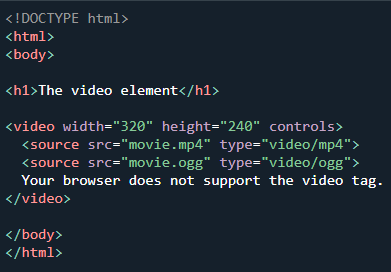 <!DOCTYPE html>
<html>
<body>
<h1>The video element</h1>
<video width="320" height="240" controls>
<source src="movie.mp4" type="video/mp4">
<source src="movie.ogg" type="video/ogg">
Your browser does not support the video tag.
</video>
</body>
</html>